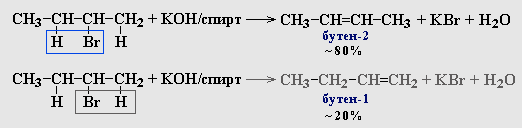 CH₃-CH-CH-CH₂ + KOH/спирт → CH₃-CH=CH-CH₃ + KBr + H₂O
H Br H
бутен-2
~80%
CH₃-CH-CH-CH₂ + KOH/спирт → CH₃-CH₂-CH=CH₂ + KBr + H₂O
H Br H
бутен-1
~20%